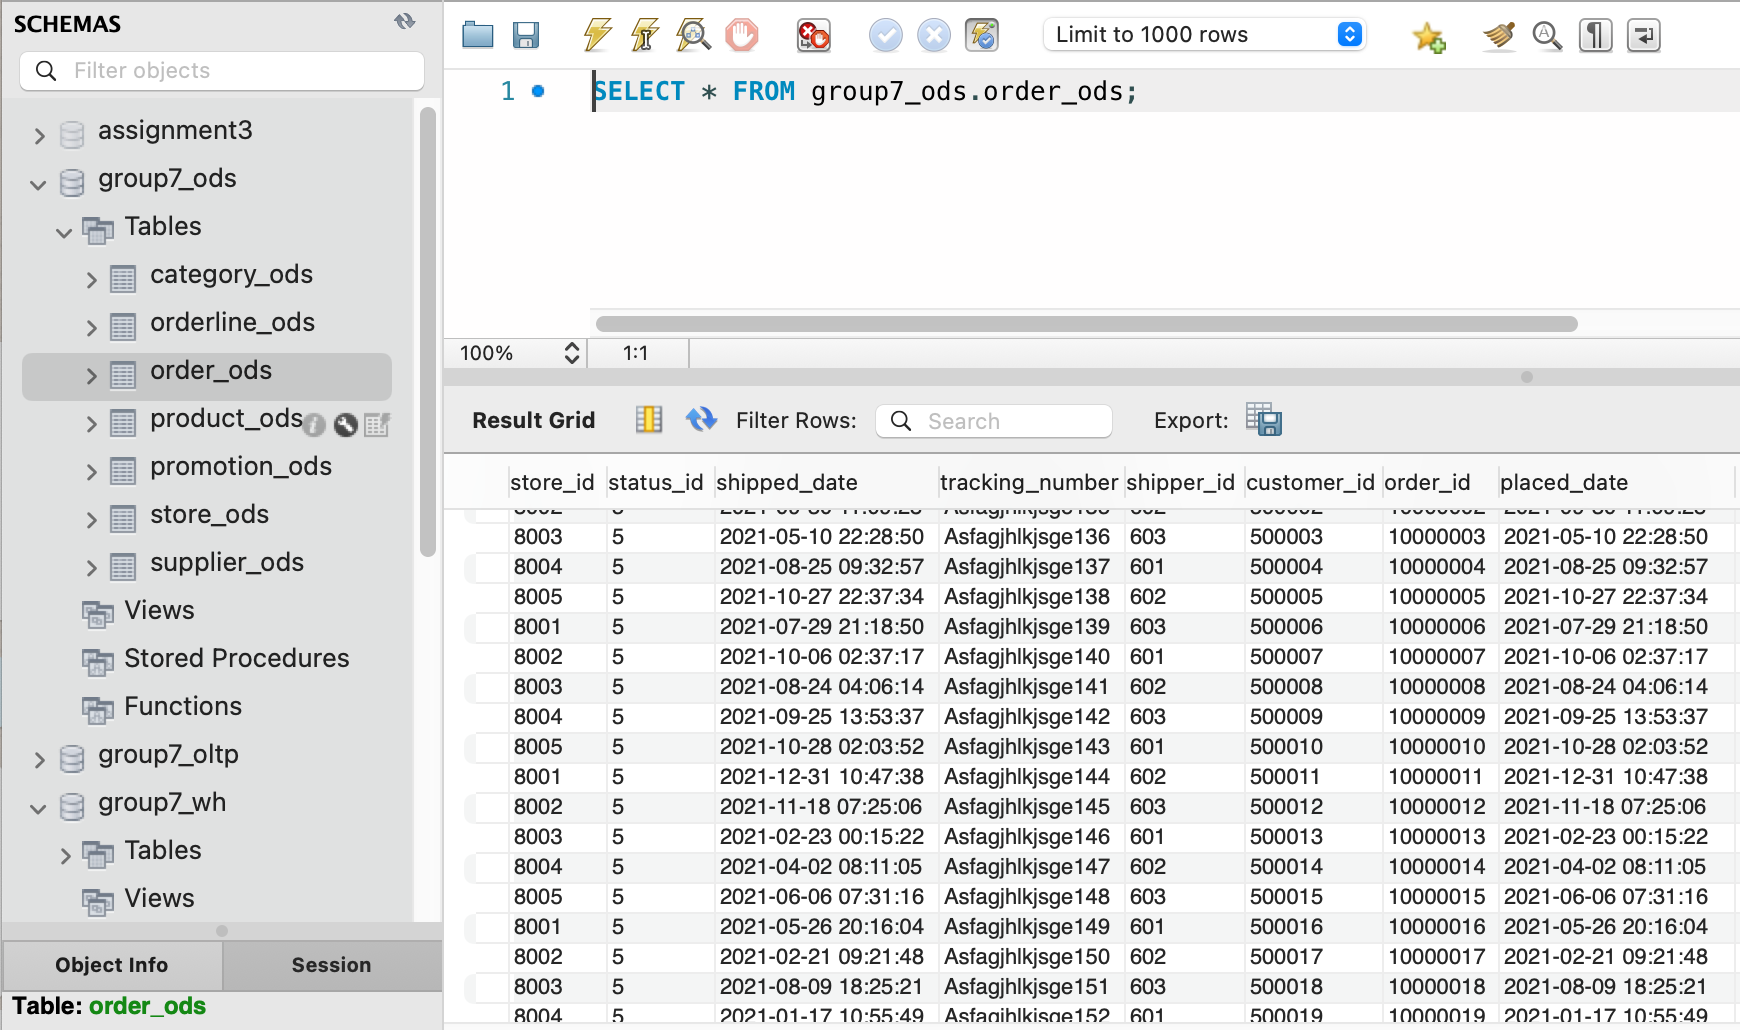 SCHEMAS
Filter objects
assignment3
group7_ods
Tables
category_ods
orderline_ods
order_ods
product_ods
promotion_ods
store_ods
supplier_ods
Views
Stored Procedures
Functions
group7_oltp
group7_wh
Tables
Views
Object Info Session
Table: order_ods
Limit to 1000 rows
1 SELECT * FROM group7_ods.order_ods;
100% 1:1
Result Grid Filter Rows: Search Export:
store_id status_id shipped_date tracking_number shipper_id customer_id order_id placed_date
8002 5 2021-09-30 11:59:23 Asfagjhlkjsge135 602 500002 10000002 2021-09-30 11:59:23
8003 5 2021-05-10 22:28:50 Asfagjhlkjsge136 603 500003 10000003 2021-05-10 22:28:50
8004 5 2021-08-25 09:32:57 Asfagjhlkjsge137 601 500004 10000004 2021-08-25 09:32:57
8005 5 2021-10-27 22:37:34 Asfagjhlkjsge138 602 500005 10000005 2021-10-27 22:37:34
8001 5 2021-07-29 21:18:50 Asfagjhlkjsge139 603 500006 10000006 2021-07-29 21:18:50
8002 5 2021-10-06 02:37:17 Asfagjhlkjsge140 601 500007 10000007 2021-10-06 02:37:17
8003 5 2021-08-24 04:06:14 Asfagjhlkjsge141 602 500008 10000008 2021-08-24 04:06:14
8004 5 2021-09-25 13:53:37 Asfagjhlkjsge142 603 500009 10000009 2021-09-25 13:53:37
8005 5 2021-10-28 02:03:52 Asfagjhlkjsge143 601 500010 10000010 2021-10-28 02:03:52
8001 5 2021-12-31 10:47:38 Asfagjhlkjsge144 602 500011 10000011 2021-12-31 10:47:38
8002 5 2021-11-18 07:25:06 Asfagjhlkjsge145 603 500012 10000012 2021-11-18 07:25:06
8003 5 2021-02-23 00:15:22 Asfagjhlkjsge146 601 500013 10000013 2021-02-23 00:15:22
8004 5 2021-04-02 08:11:05 Asfagjhlkjsge147 602 500014 10000014 2021-04-02 08:11:05
8005 5 2021-06-06 07:31:16 Asfagjhlkjsge148 603 500015 10000015 2021-06-06 07:31:16
8001 5 2021-05-26 20:16:04 Asfagjhlkjsge149 601 500016 10000016 2021-05-26 20:16:04
8002 5 2021-02-21 09:21:48 Asfagjhlkjsge150 602 500017 10000017 2021-02-21 09:21:48
8003 5 2021-08-09 18:25:21 Asfagjhlkjsge151 603 500018 10000018 2021-08-09 18:25:21
8004 5 2021-01-17 10:55:49 Asfagjhlkjsge152 601 500019 10000019 2021-01-17 10:55:49